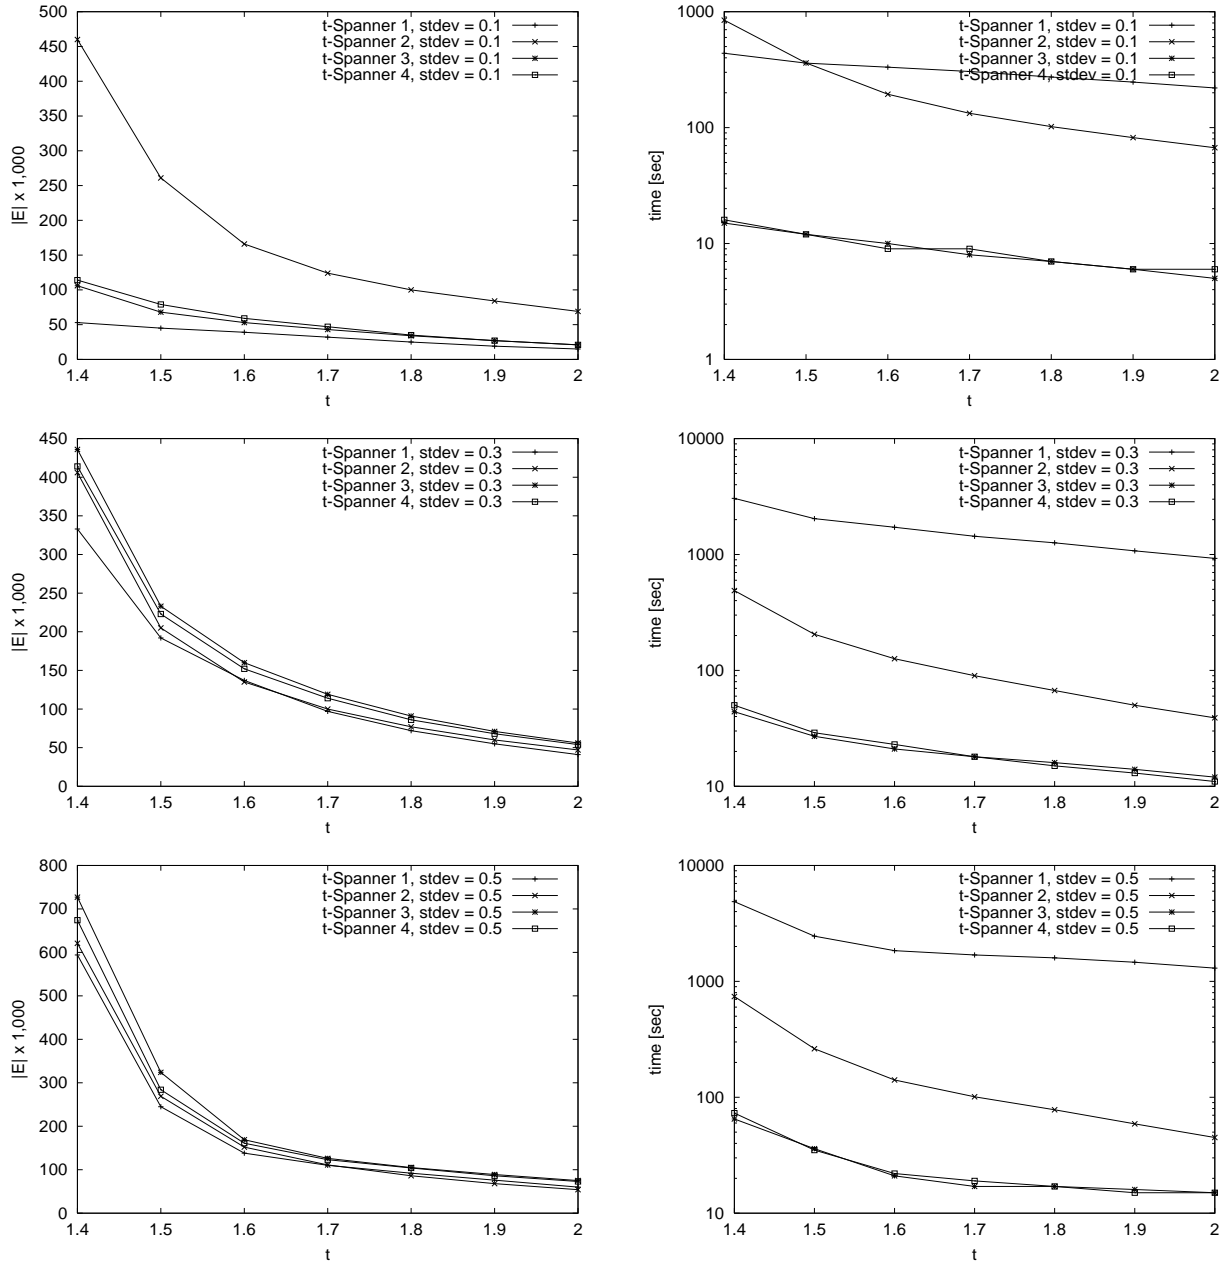 500
450
400
350
300
250
200
150
100
50
0
1.4 1.5 1.6 1.7 1.8 1.9 2
|E| x 1,000
t
t-Spanner 1, stdev = 0.1
t-Spanner 2, stdev = 0.1
t-Spanner 3, stdev = 0.1
t-Spanner 4, stdev = 0.1
1000
100
10
1
1.4 1.5 1.6 1.7 1.8 1.9 2
time [sec]
t
t-Spanner 1, stdev = 0.1
t-Spanner 2, stdev = 0.1
t-Spanner 3, stdev = 0.1
t-Spanner 4, stdev = 0.1
450
400
350
300
250
200
150
100
50
0
1.4 1.5 1.6 1.7 1.8 1.9 2
|E| x 1,000
t
t-Spanner 1, stdev = 0.3
t-Spanner 2, stdev = 0.3
t-Spanner 3, stdev = 0.3
t-Spanner 4, stdev = 0.3
10000
1000
100
10
1.4 1.5 1.6 1.7 1.8 1.9 2
time [sec]
t
t-Spanner 1, stdev = 0.3
t-Spanner 2, stdev = 0.3
t-Spanner 3, stdev = 0.3
t-Spanner 4, stdev = 0.3
800
700
600
500
400
300
200
100
0
1.4 1.5 1.6 1.7 1.8 1.9 2
|E| x 1,000
t
t-Spanner 1, stdev = 0.5
t-Spanner 2, stdev = 0.5
t-Spanner 3, stdev = 0.5
t-Spanner 4, stdev = 0.5
10000
1000
100
10
1.4 1.5 1.6 1.7 1.8 1.9 2
time [sec]
t
t-Spanner 1, stdev = 0.5
t-Spanner 2, stdev = 0.5
t-Spanner 3, stdev = 0.5
t-Spanner 4, stdev = 0.5